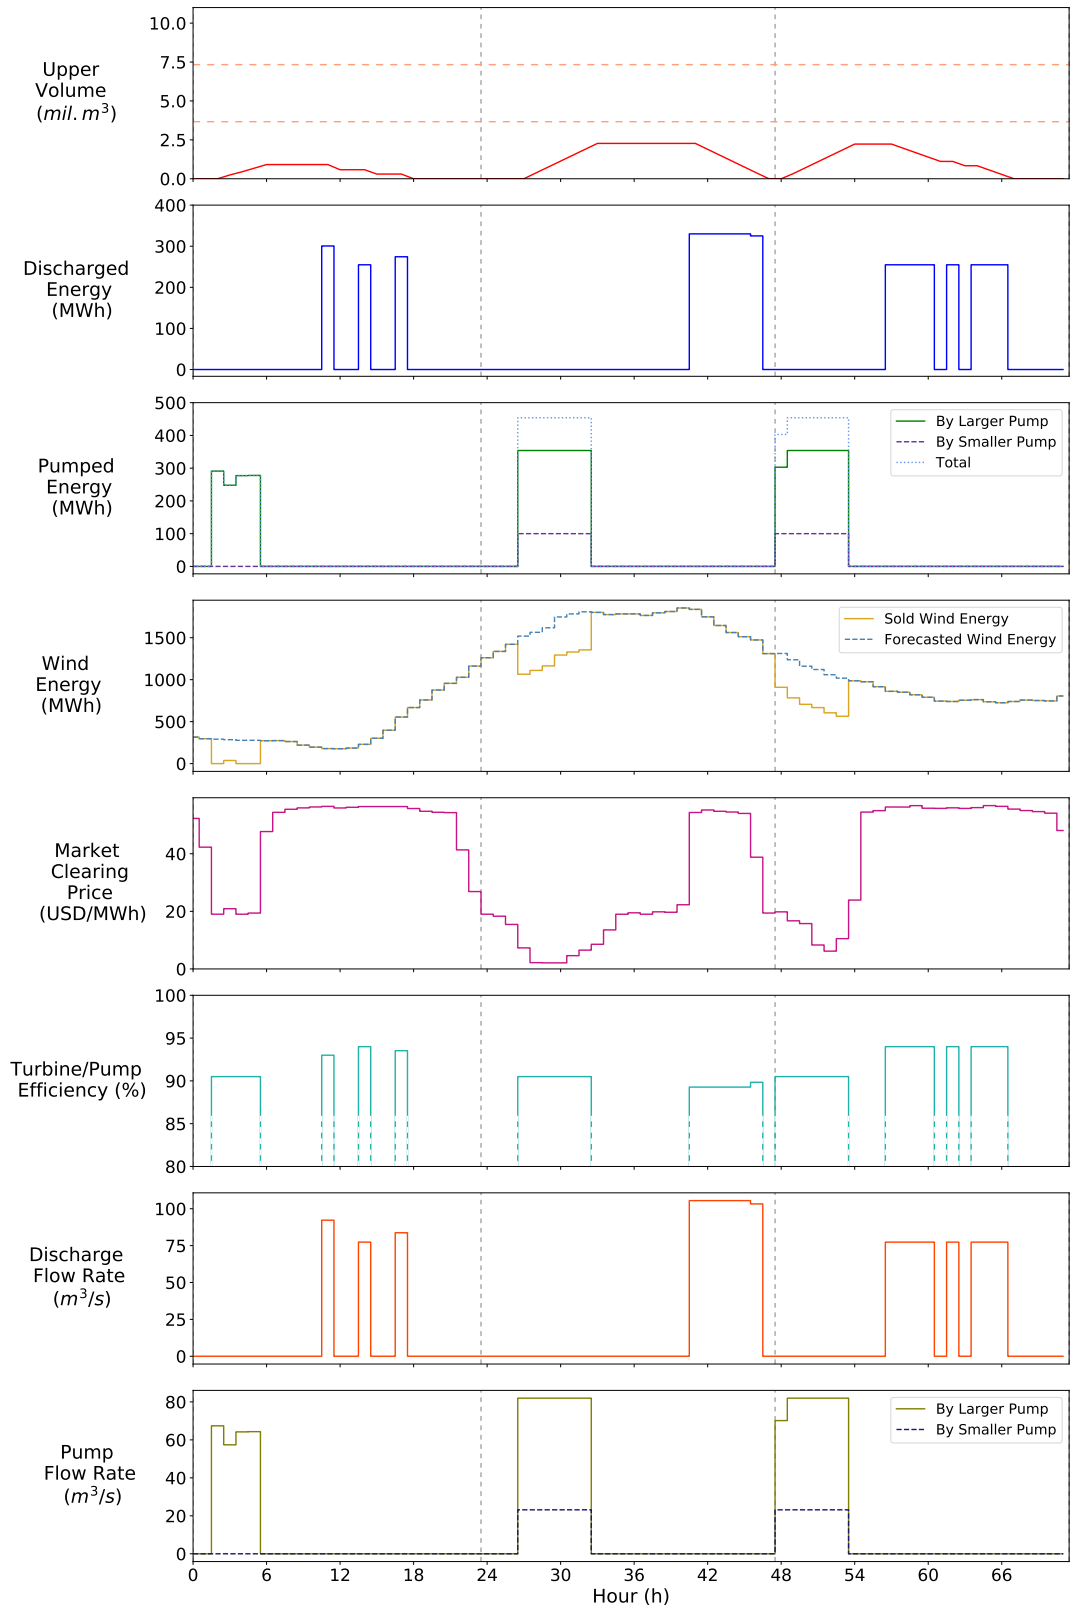 Upper
Volume
(mil.m³)
10.0
7.5
5.0
2.5
0.0
Discharged
Energy
(MWh)
400
300
200
100
0
Pumped
Energy
(MWh)
500
400
300
200
100
0
By Larger Pump
By Smaller Pump
Total
Wind
Energy
(MWh)
1500
1000
500
0
Sold Wind Energy
Forecasted Wind Energy
Market
Clearing
Price
(USD/MWh)
40
20
0
Turbine/Pump
Efficiency (%)
100
95
90
85
80
Discharge
Flow Rate
(m³/s)
100
75
50
25
0
Pump
Flow Rate
(m³/s)
80
60
40
20
0
By Larger Pump
By Smaller Pump
0 6 12 18 24 30 36 42 48 54 60 66
Hour (h)